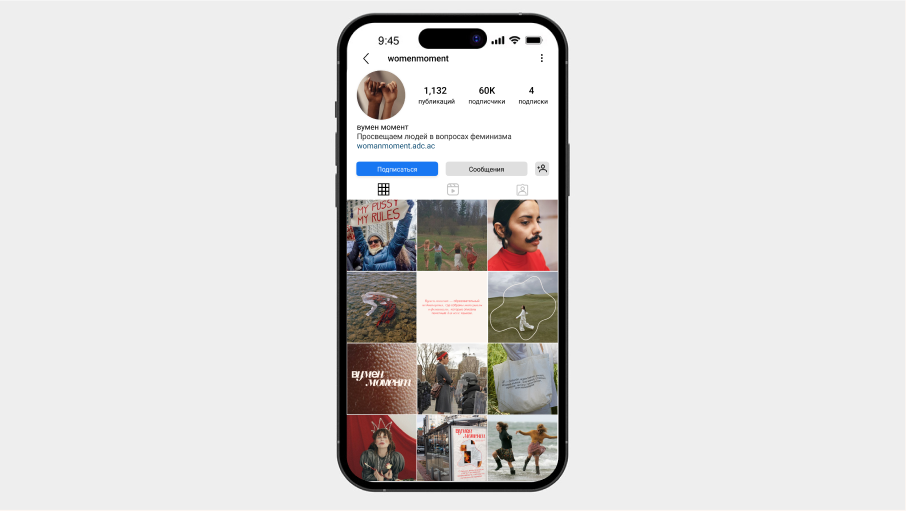 9:45
womenmoment
1,132 60K 4
публикаций подписчики подписки
вумен момент
Просвещаем людей в вопросах феминизма
womanmoment.adc.ac
Подписаться Сообщения
MY PUSSY
MY RULES
вумен
момент
вумен
момент